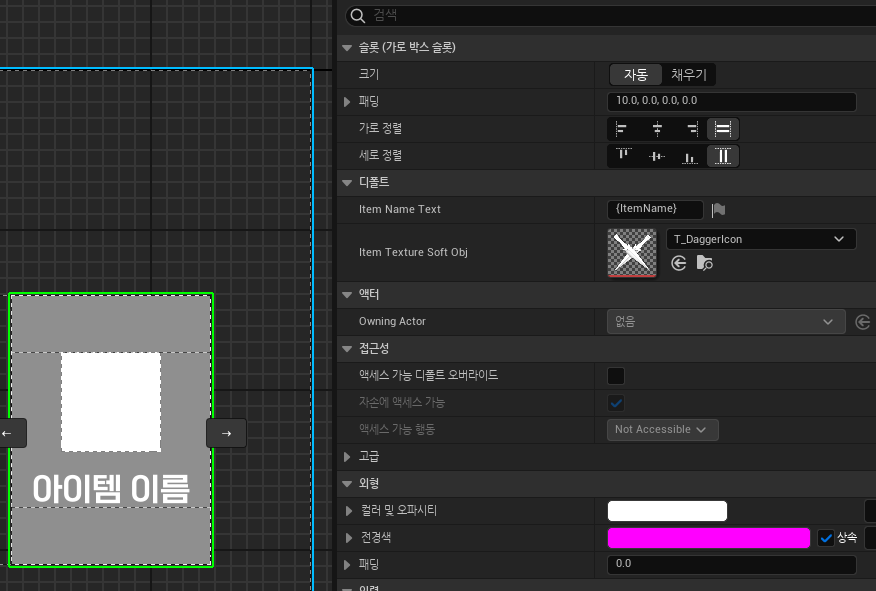 검색
슬롯 (가로 박스 슬롯)
크기
자동 채우기
패딩
10.0, 0.0, 0.0, 0.0
가로 정렬
세로 정렬
디폴트
Item Name Text
{ItemName}
Item Texture Soft Obj
T_DaggerIcon
액터
Owning Actor
없음
접근성
액세스 가능 디폴트 오버라이드
자손에 액세스 가능
액세스 가능 행동
Not Accessible
고급
외형
컬러 및 오파시티
전경색
상속
패딩
0.0
아이템 이름